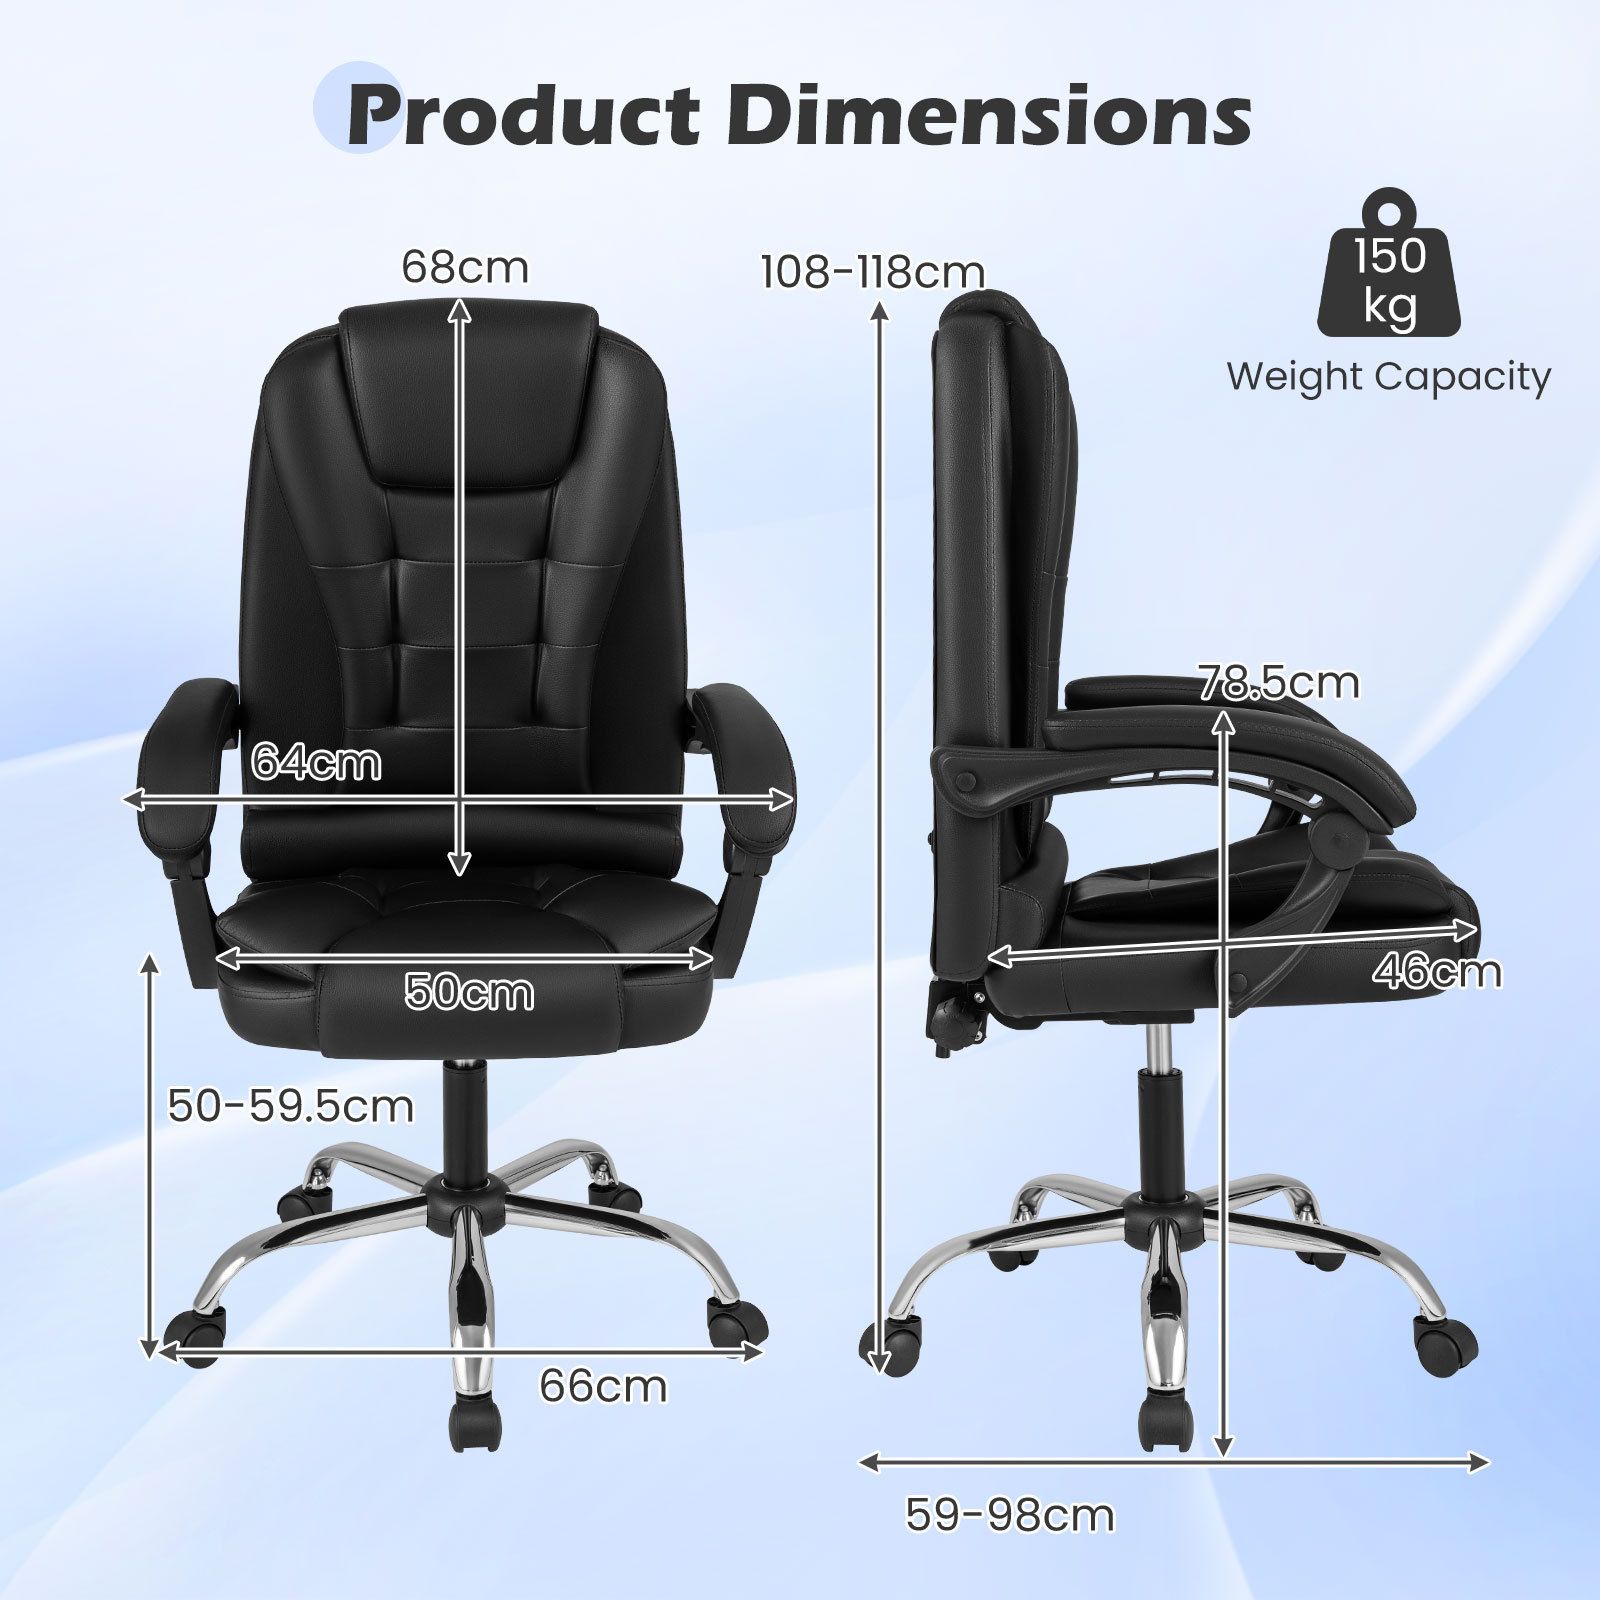 Product Dimensions
68cm
108-118cm
150
kg
Weight Capacity
78.5cm
64cm
46cm
50cm
50-59.5cm
66cm
59-98cm